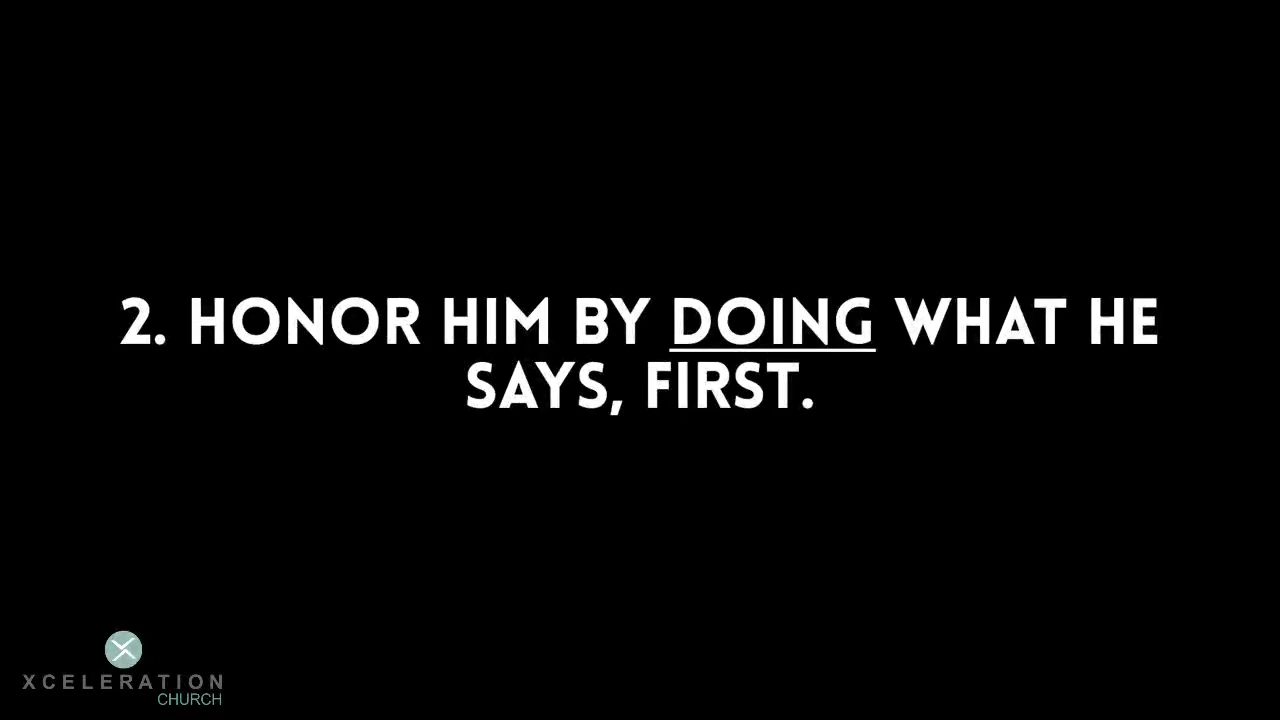 2. HONOR HIM BY DOING WHAT HE
SAYS, FIRST.
XCELERATION
CHURCH